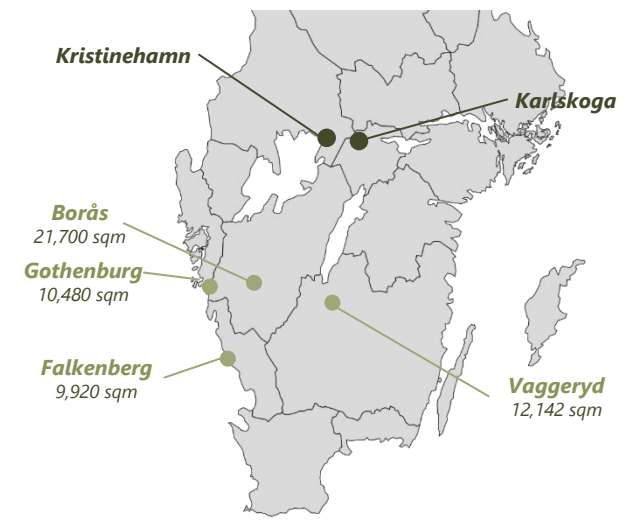 Kristinehamn
Karlskoga
Borås
21,700 sqm
Gothenburg
10,480 sqm
Falkenberg
9,920 sqm
Vaggeryd
12,142 sqm